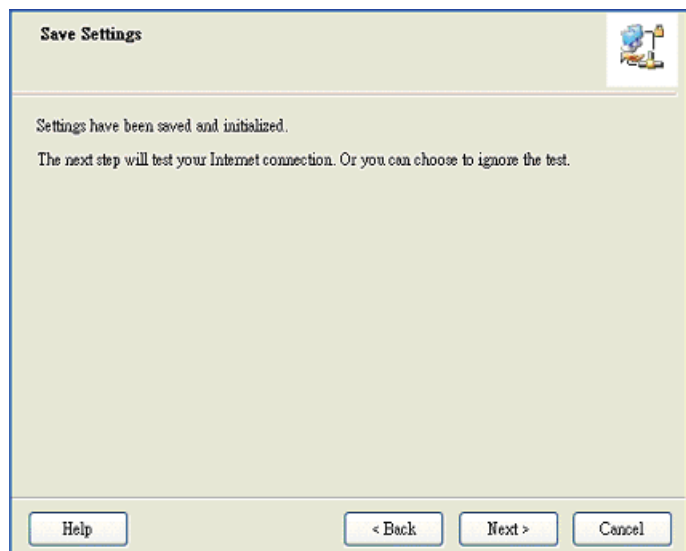 Save Settings
Settings have been saved and initialized.
The next step will test your Internet connection. Or you can choose to ignore the test.
Help
< Back
Next >
Cancel